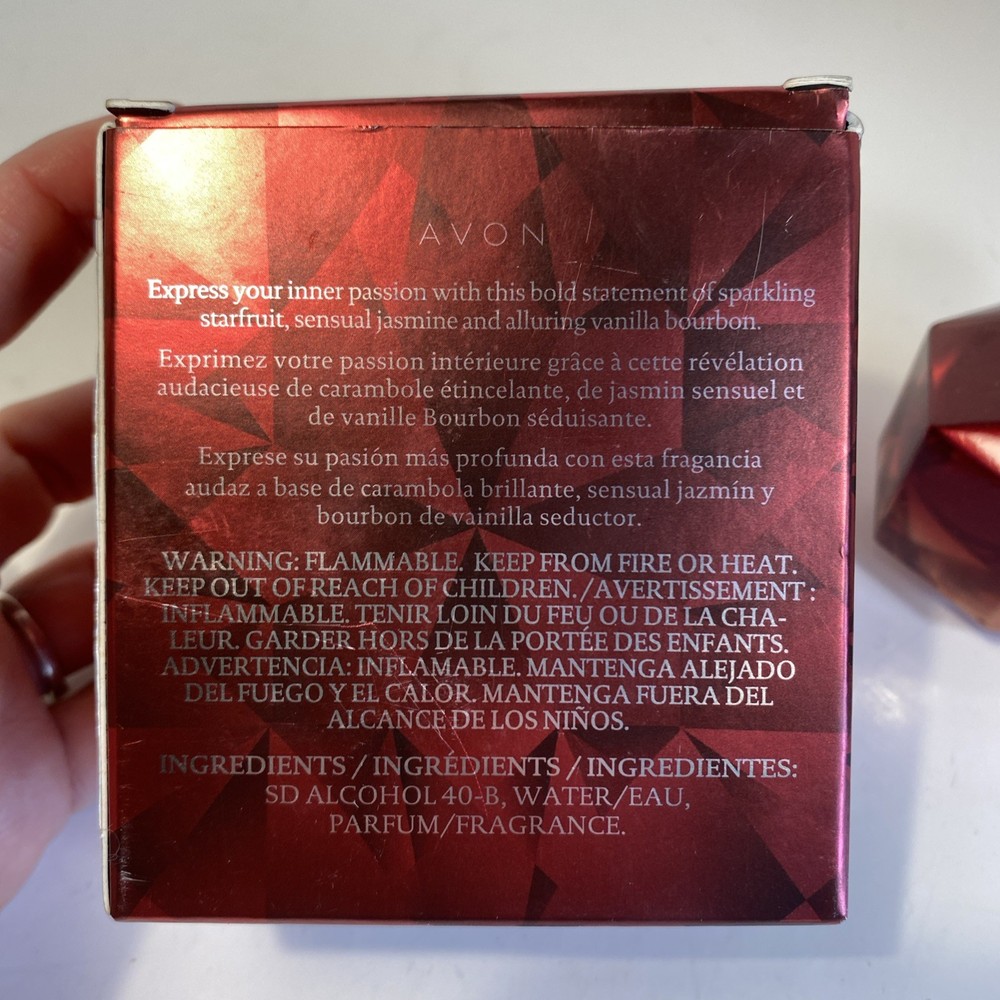 AVON
Express your inner passion with this bold statement of sparkling
starfruit, sensual jasmine and alluring vanilla bourbon.
Exprimez votre passion intérieure grâce à cette révélation
audacieuse de carambole étincelante, de jasmin sensuel et
de vanille Bourbon séduisante.
Exprese su pasión más profunda con esta fragancia
audaz a base de carambola brillante, sensual jazmín y
bourbon de vainilla seductor.
WARNING: FLAMMABLE. KEEP FROM FIRE OR HEAT.
KEEP OUT OF REACH OF CHILDREN./AVERTISSEMENT :
INFLAMMABLE. TENIR LOIN DU FEU OU DE LA CHA-
LEUR. GARDER HORS DE LA PORTÉE DES ENFANTS.
ADVERTENCIA: INFLAMABLE. MANTENGA ALEJADO
DEL FUEGO Y EL CALOR. MANTENGA FUERA DEL
ALCANCE DE LOS NIÑOS.
INGREDIENTS / INGRÉDIENTS / INGREDIENTES:
SD ALCOHOL 40-B, WATER/EAU,
PARFUM/FRAGRANCE.